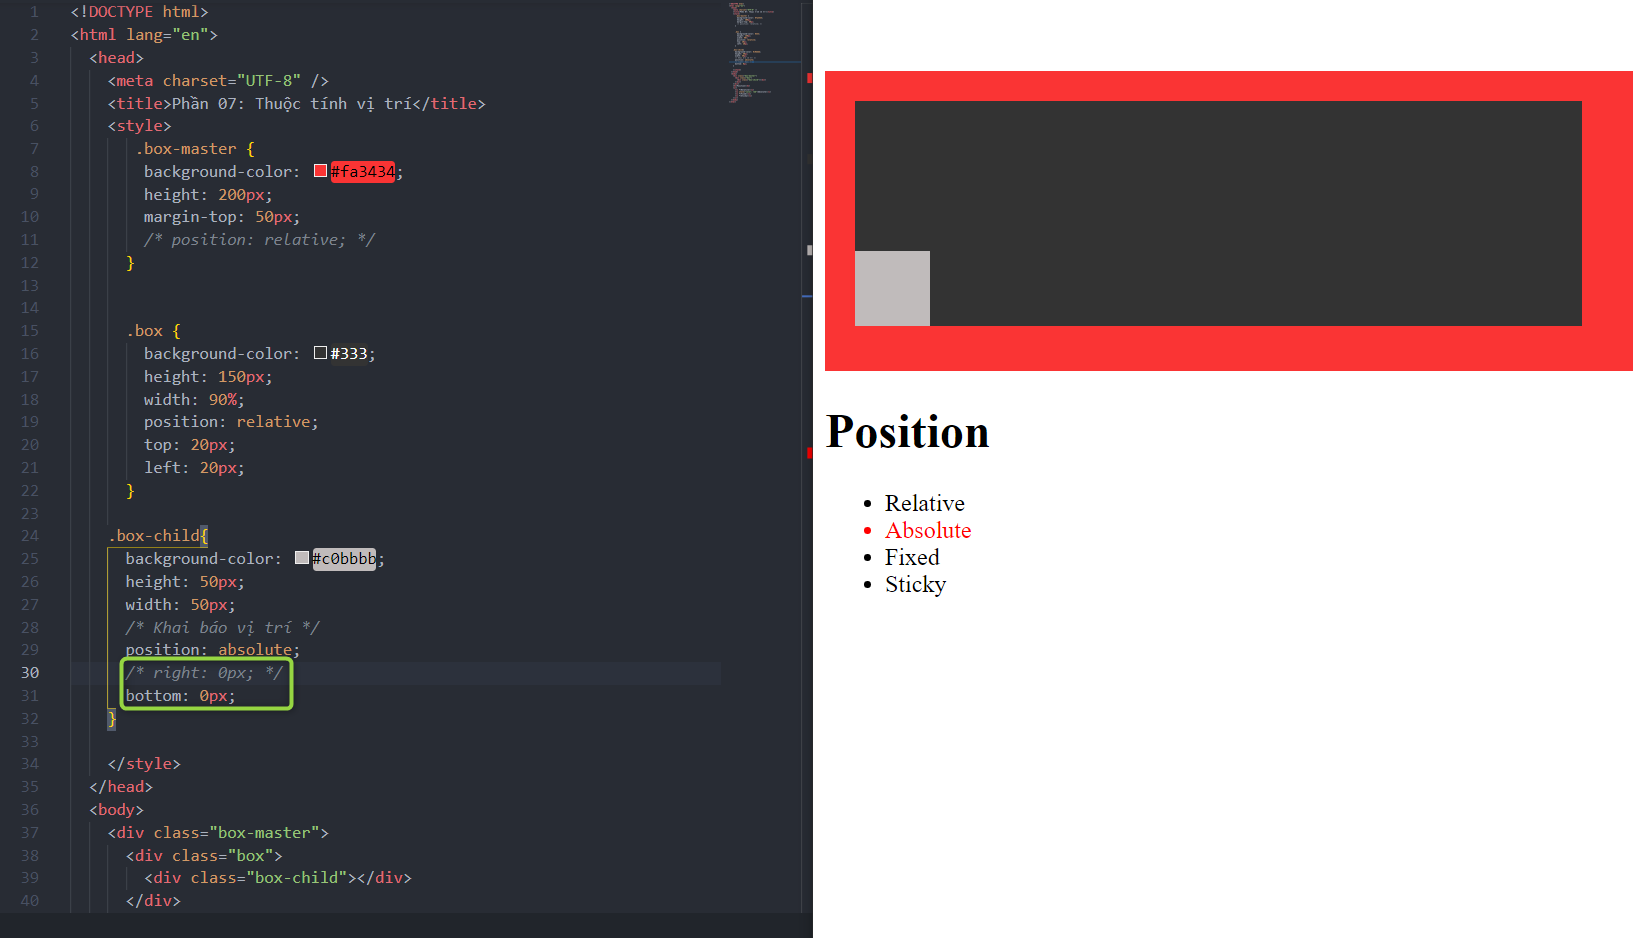 1 <!DOCTYPE html>
2 <html lang="en">
3 <head>
4 <meta charset="UTF-8" />
5 <title>Phần 07: Thuộc tính vị trí</title>
6 <style>
7 .box-master {
8 background-color: #fa3434;
9 height: 200px;
10 margin-top: 50px;
11 /* position: relative; */
12 }
13
14
15 .box {
16 background-color: #333;
17 height: 150px;
18 width: 90%;
19 position: relative;
20 top: 20px;
21 left: 20px;
22 }
23
24 .box-child{
25 background-color: #c0bbbb;
26 height: 50px;
27 width: 50px;
28 /* Khai báo vị trí */
29 position: absolute;
30 /* right: 0px; */
31 bottom: 0px;
32 }
33
34 </style>
35 </head>
36 <body>
37 <div class="box-master">
38 <div class="box">
39 <div class="box-child"></div>
40 </div>
Position
Relative
Absolute
Fixed
Sticky